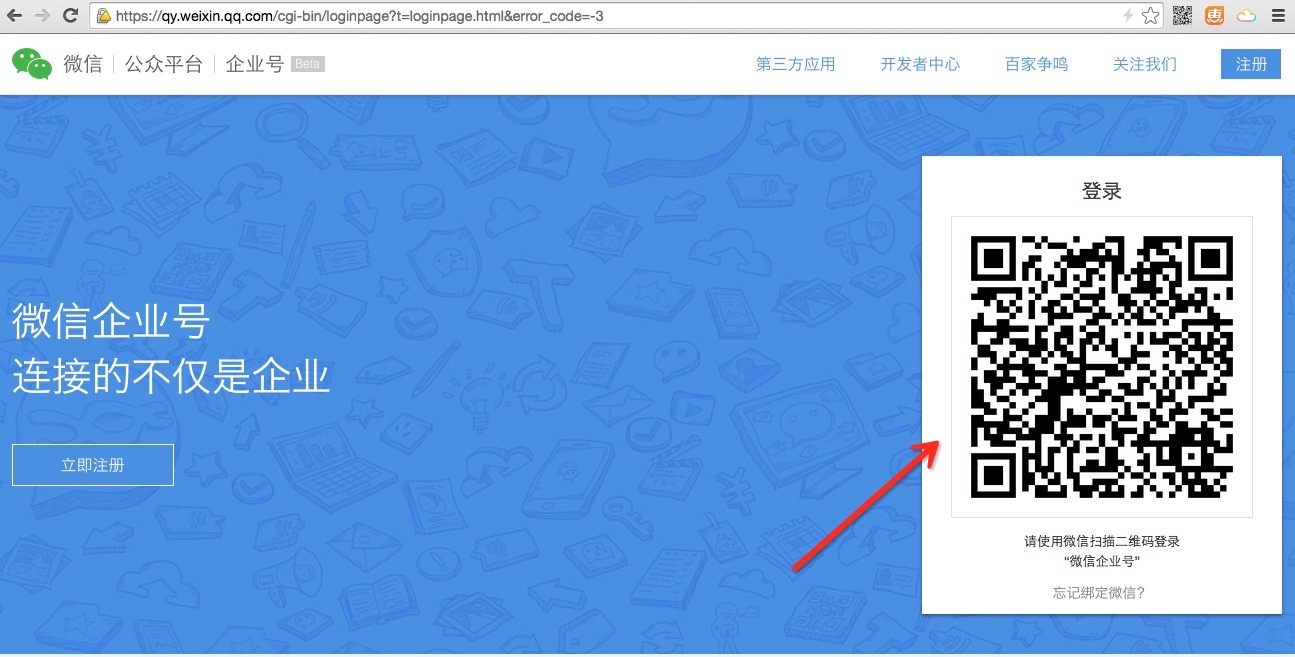 https://qy.weixin.qq.com/cgi-bin/loginpage?t=loginpage.html&error_code=-3
惠
微信 公众平台 企业号 Beta 第三方应用 开发者中心 百家争鸣 关注我们 注册
登录
微信企业号
连接的不仅是企业
立即注册
请使用微信扫描二维码登录
“微信企业号”
忘记绑定微信?